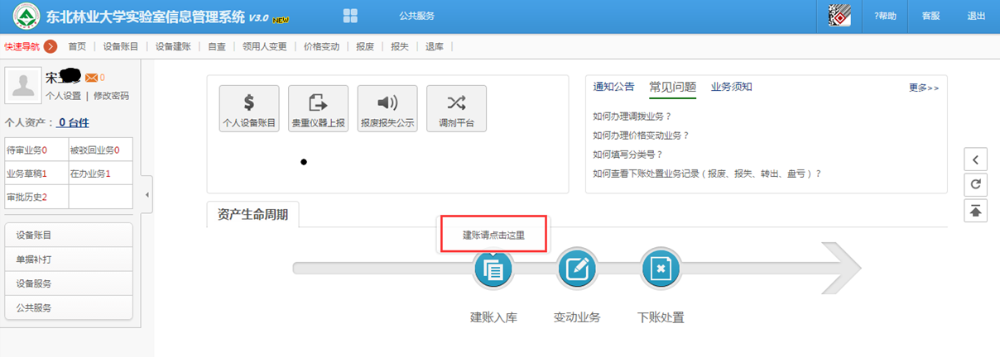 东北林业大学实验室信息管理系统 V3.0 NEW 公共服务 ?帮助 客服 退出
快速导航 首页 设备账目 设备建账 自查 领用人变更 价格变动 报废 报失 退库
宋 0
个人设置 | 修改密码
个人资产： 0 台件
待审业务0 被驳回业务0
业务草稿1 在办业务1
审批历史2
设备账目
单据补打
设备服务
公共服务
个人设备账目 贵重仪器上报 报废报失公示 调剂平台
通知公告 常见问题 业务须知 更多>>
如何办理调拨业务？
如何办理价格变动业务？
如何填写分类号？
如何查看下账处置业务记录（报废、报失、转出、盘亏）？
资产生命周期
建账请点击这里
建账入库 变动业务 下账处置